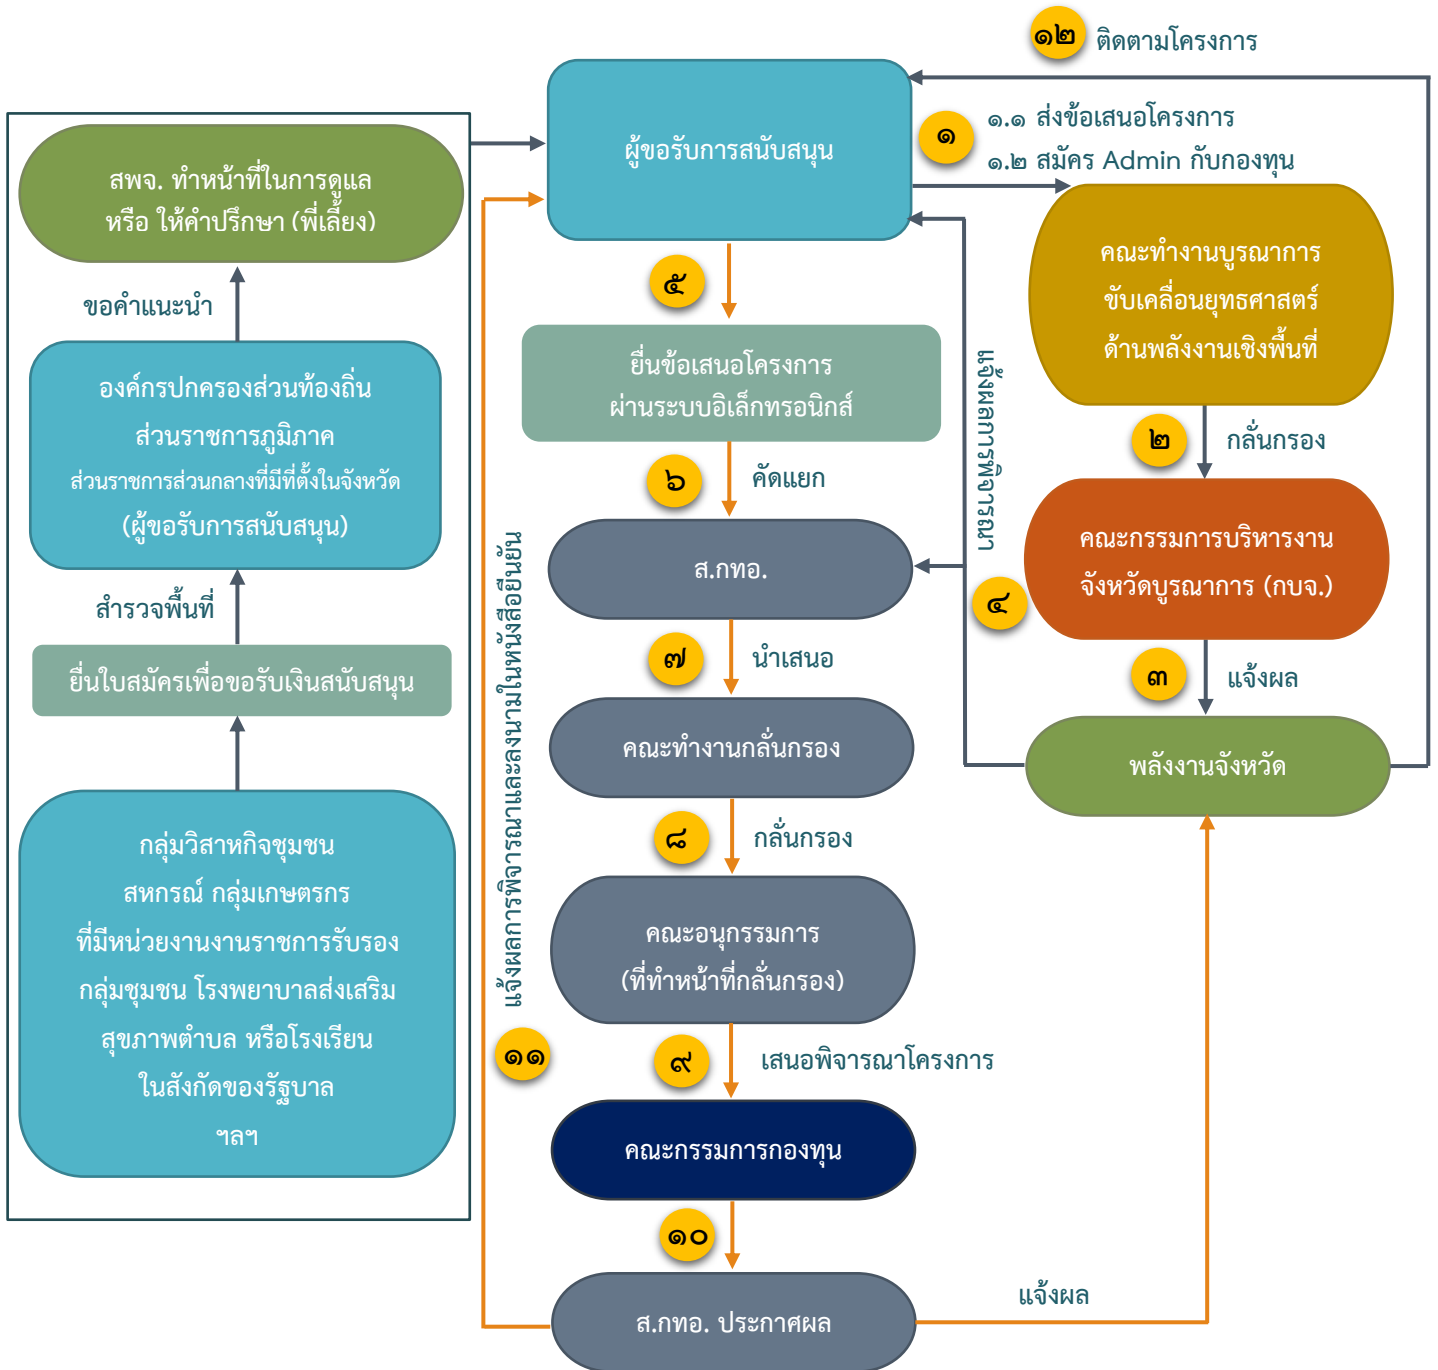 ๑๒
ติดตามโครงการ
ผู้ขอรับการสนับสนุน
๑
๑.๑ ส่งข้อเสนอโครงการ
๑.๒ สมัคร Admin กับกองทุน
สพจ. ทำหน้าที่ในการดูแล
หรือ ให้คำปรึกษา (พี่เลี้ยง)
ขอคำแนะนำ
องค์กรปกครองส่วนท้องถิ่น
ส่วนราชการภูมิภาค
ส่วนราชการส่วนกลางที่มีที่ตั้งในจังหวัด
(ผู้ขอรับการสนับสนุน)
สำรวจพื้นที่
ยื่นใบสมัครเพื่อขอรับเงินสนับสนุน
กลุ่มวิสาหกิจชุมชน
สหกรณ์ กลุ่มเกษตรกร
ที่มีหน่วยงานงานราชการรับรอง
กลุ่มชุมชน โรงพยาบาลส่งเสริม
สุขภาพตำบล หรือโรงเรียน
ในสังกัดของรัฐบาล
ฯลฯ
คณะทำงานบูรณาการ
ขับเคลื่อนยุทธศาสตร์
ด้านพลังงานเชิงพื้นที่
๒
กลั่นกรอง
คณะกรรมการบริหารงาน
จังหวัดบูรณาการ (กบจ.)
๓
แจ้งผล
พลังงานจังหวัด
แจ้งผลการพิจารณา
๔
๕
ยื่นข้อเสนอโครงการ
ผ่านระบบอิเล็กทรอนิกส์
๖
คัดแยก
ส.กทอ.
๗
นำเสนอ
คณะทำงานกลั่นกรอง
๘
กลั่นกรอง
คณะอนุกรรมการ
(ที่ทำหน้าที่กลั่นกรอง)
๙
เสนอพิจารณาโครงการ
คณะกรรมการกองทุน
๑๐
ส.กทอ. ประกาศผล
แจ้งผล
แจ้งผลการพิจารณาและลงนามในหนังสือยืนยัน
๑๑